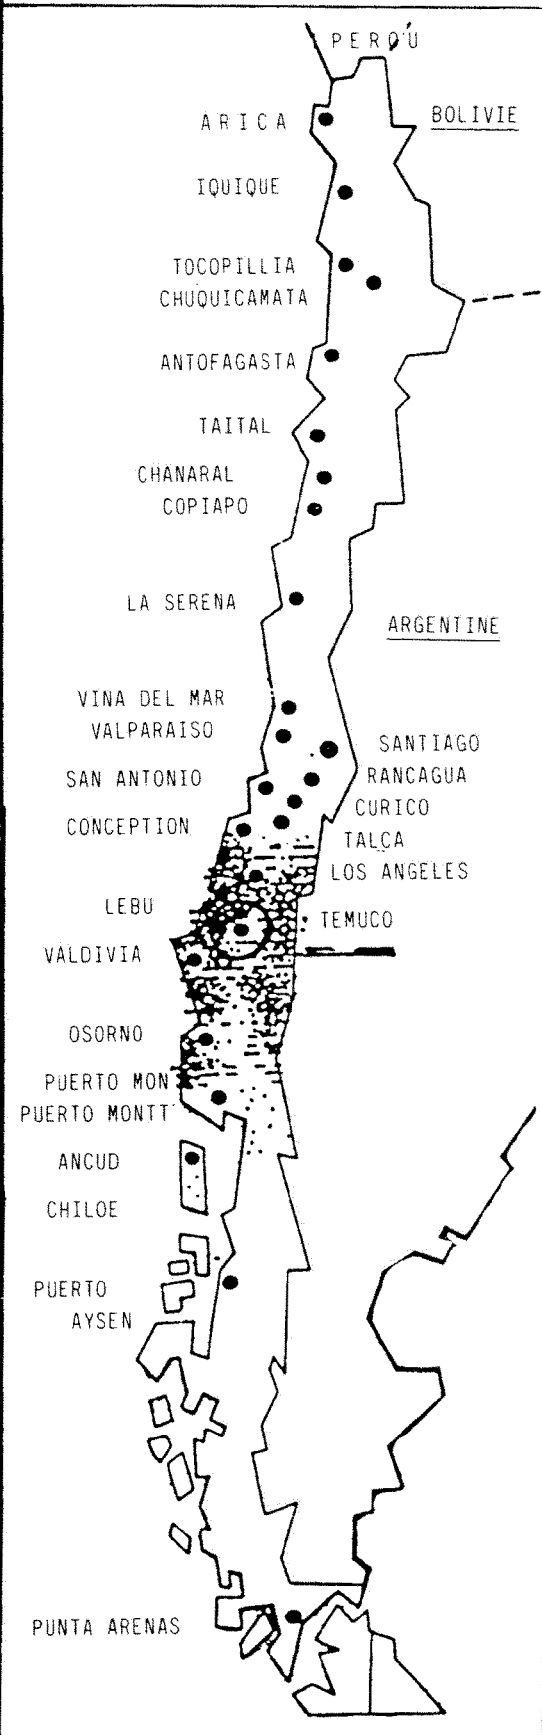 PEROÚ
ARICA
BOLIVIE
IQUIQUE
TOCOPILLIA
CHUQUICAMATA
ANTOFAGASTA
TAITAL
CHANARAL
COPIAPO
LA SERENA
ARGENTINE
VINA DEL MAR
VALPARAISO
SANTIAGO
SAN ANTONIO
RANCAGUA
CURICO
CONCEPTION
TALCA
LOS ANGELES
LEBU
TEMUCO
VALDIVIA
OSORNO
PUERTO MON
PUERTO MONTT
ANCUD
CHILOE
PUERTO
AYSEN
PUNTA ARENAS